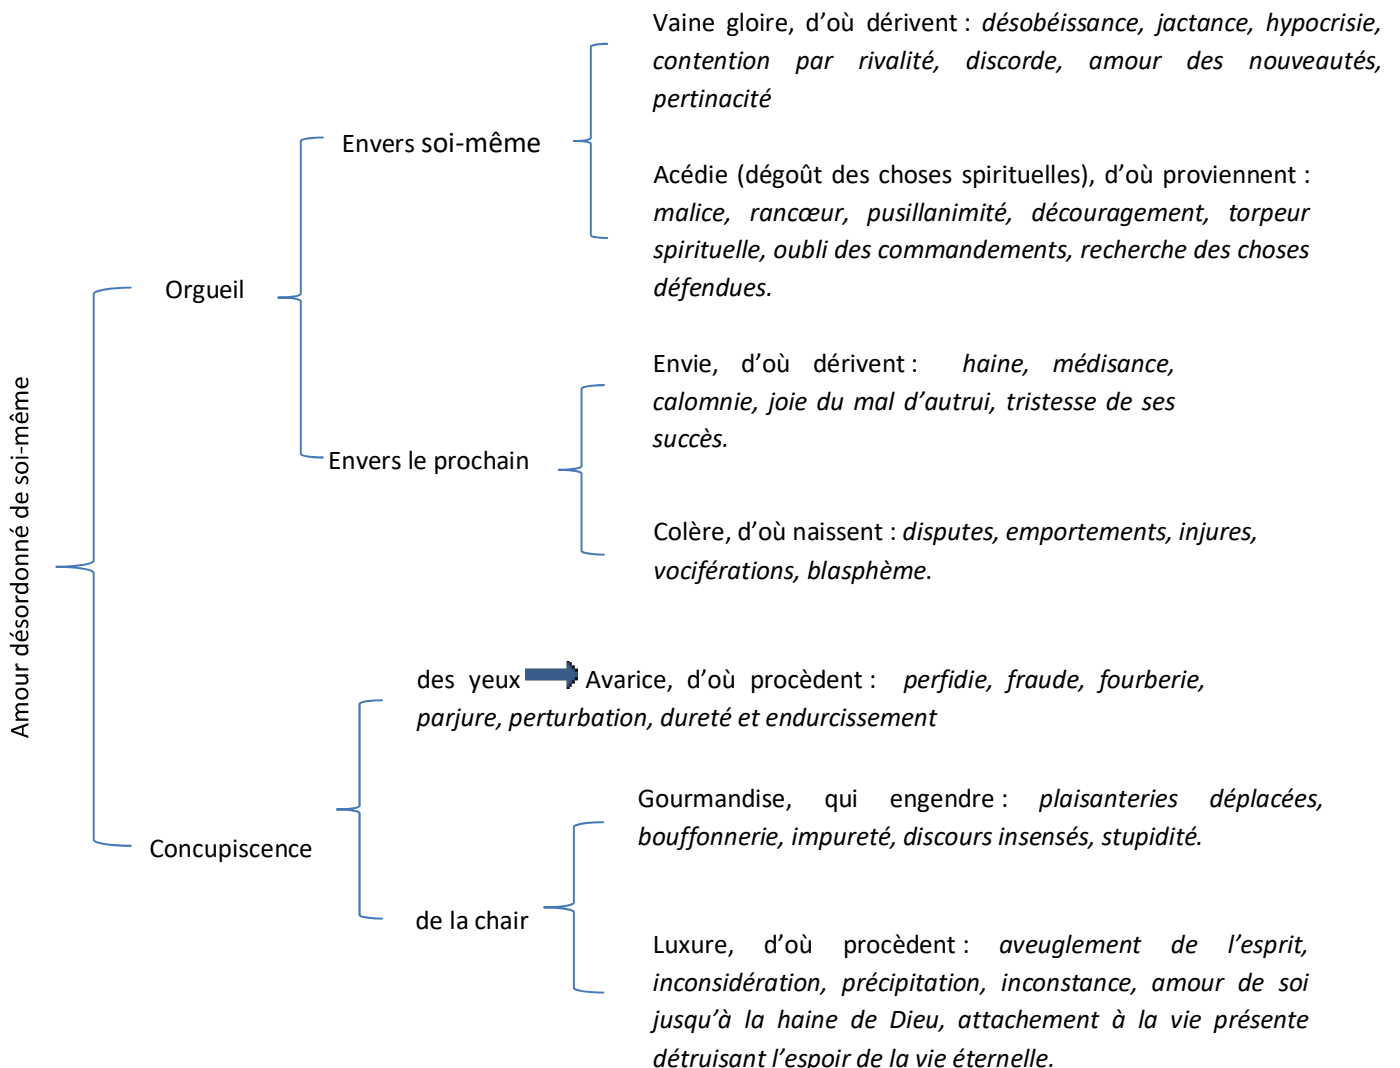 Vaine gloire, d’où dérivent : désobéissance, jactance, hypocrisie,
contention par rivalité, discorde, amour des nouveautés,
pertinacité
Envers soi-même
Acédie (dégoût des choses spirituelles), d’où proviennent :
malice, rancœur, pusillanimité, découragement, torpeur
spirituelle, oubli des commandements, recherche des choses
défendues.
Orgueil
Envie, d’où dérivent : haine, médisance,
calomnie, joie du mal d’autrui, tristesse de ses
succès.
Envers le prochain
Colère, d’où naissent : disputes, emportements, injures,
vociférations, blasphème.
Amour désordonné de soi-même
des yeux Avarice, d’où procèdent : perfidie, fraude, fourberie,
parjure, perturbation, dureté et endurcissement
Gourmandise, qui engendre : plaisanteries déplacées,
bouffonnerie, impureté, discours insensés, stupidité.
Concupiscence
de la chair
Luxure, d’où procèdent : aveuglement de l’esprit,
inconsidération, précipitation, inconstance, amour de soi
jusqu’à la haine de Dieu, attachement à la vie présente
détruisant l’espoir de la vie éternelle.